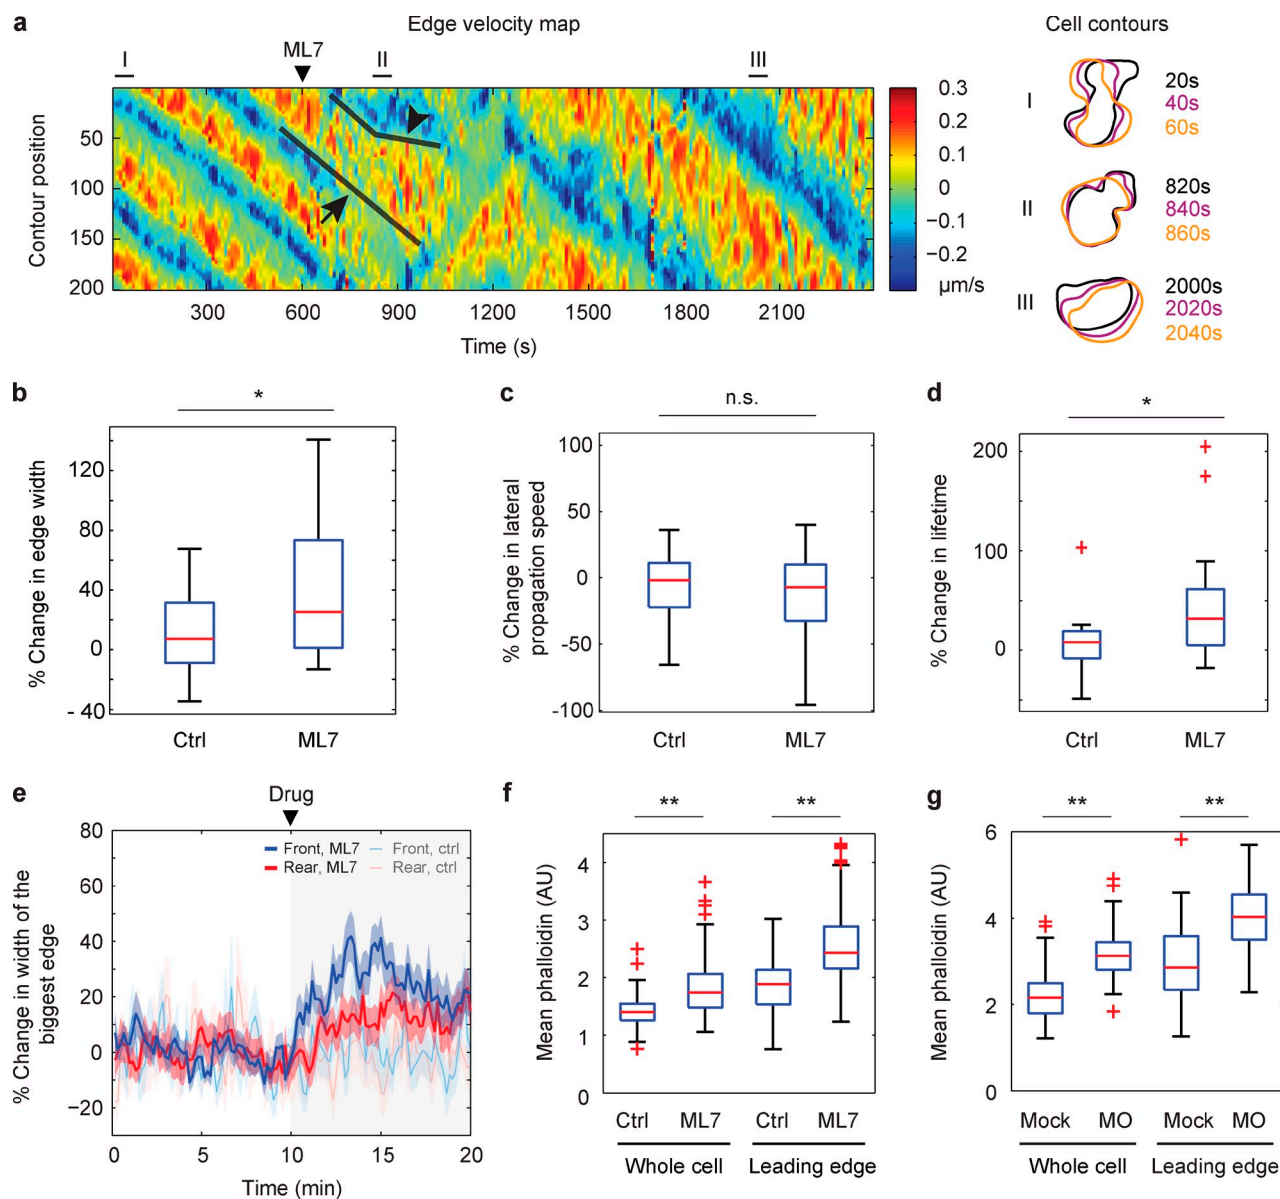 a
Edge velocity map
Cell contours
I
ML7
II
III
0
50
100
150
200
Contour position
300
600
900
1200
1500
1800
2100
Time (s)
0.3
0.2
0.1
0
−0.1
−0.2
µm/s
I
20s
40s
60s
II
820s
840s
860s
III
2000s
2020s
2040s
b
*
% Change in edge width
120
80
40
0
- 40
Ctrl
ML7
c
n.s.
% Change in lateral
propagation speed
100
50
0
-50
-100
Ctrl
ML7
d
*
% Change in lifetime
200
100
0
Ctrl
ML7
e
Drug
% Change in width of the
biggest edge
80
60
40
20
0
−20
Front, ML7
Front, ctrl
Rear, ML7
Rear, ctrl
0
5
10
15
20
Time (min)
f
**
**
Mean phalloidin (AU)
4
3
2
1
0
Ctrl
ML7
Ctrl
ML7
Whole cell
Leading edge
g
**
**
Mean phalloidin (AU)
6
4
2
0
Mock
MO
Mock
MO
Whole cell
Leading edge